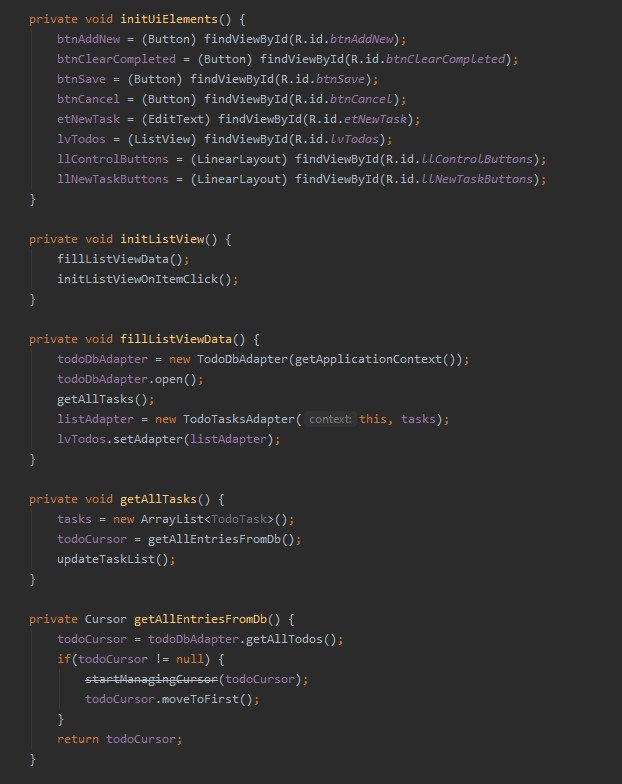 private void initUiElements() {
btnAddNew = (Button) findViewById(R.id.btnAddNew);
btnClearCompleted = (Button) findViewById(R.id.btnClearCompleted);
btnSave = (Button) findViewById(R.id.btnSave);
btnCancel = (Button) findViewById(R.id.btnCancel);
etNewTask = (EditText) findViewById(R.id.etNewTask);
lvTodos = (ListView) findViewById(R.id.lvTodos);
llControlButtons = (LinearLayout) findViewById(R.id.llControlButtons);
llNewTaskButtons = (LinearLayout) findViewById(R.id.llNewTaskButtons);
}
private void initListView() {
fillListViewData();
initListViewOnItemClick();
}
private void fillListViewData() {
todoDbAdapter = new TodoDbAdapter(getApplicationContext());
todoDbAdapter.open();
getAllTasks();
listAdapter = new TodoTasksAdapter( context: this, tasks);
lvTodos.setAdapter(listAdapter);
}
private void getAllTasks() {
tasks = new ArrayList<TodoTask>();
todoCursor = getAllEntriesFromDb();
updateTaskList();
}
private Cursor getAllEntriesFromDb() {
todoCursor = todoDbAdapter.getAllTodos();
if(todoCursor != null) {
startManagingCursor(todoCursor);
todoCursor.moveToFirst();
}
return todoCursor;
}